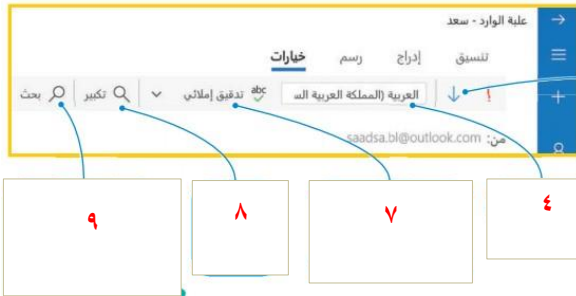 علبة الوارد - سعد
تنسيق إدراج رسم خيارات
! ↓ العربية (المملكة العربية الس abc تدقيق إملائي تكبير بحث
من: saadsa.bl@outlook.com
٤ ٧ ٨ ٩